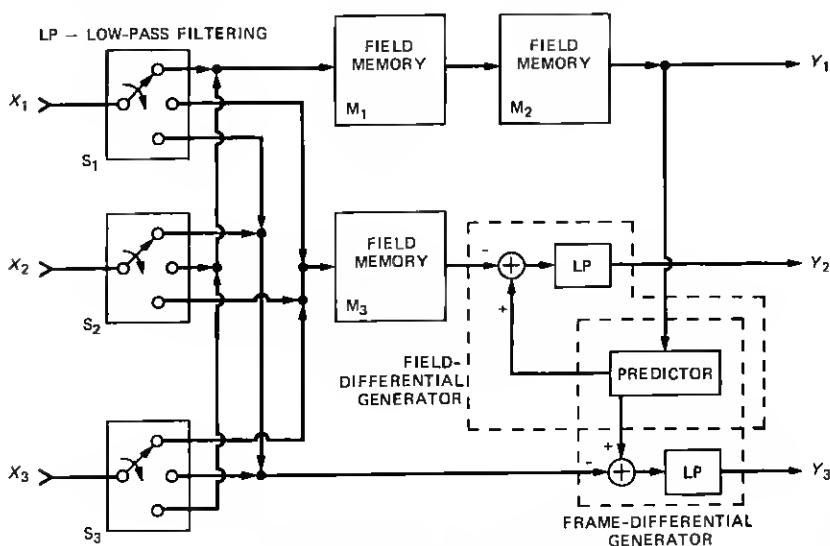 LP – LOW-PASS FILTERING
FIELD
MEMORY
M1
FIELD
MEMORY
M2
Y1
X1
S1
X2
S2
FIELD
MEMORY
M3
-
+
LP
Y2
FIELD-
DIFFERENTIAL
GENERATOR
PREDICTOR
X3
S3
-
+
LP
Y3
FRAME-DIFFERENTIAL
GENERATOR